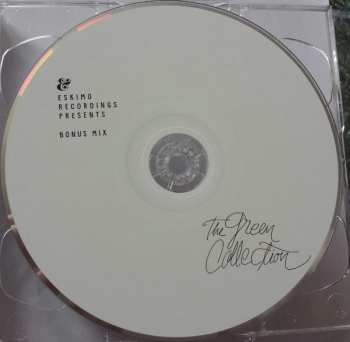 &
ESKIMO
RECORDINGS
PRESENTS
BONUS MIX
The green
Collection